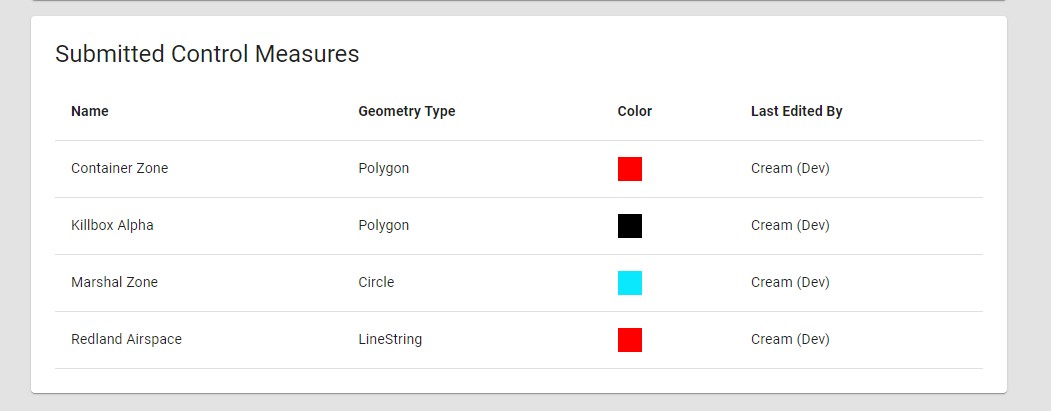 Submitted Control Measures
Name Geometry Type Color Last Edited By
Container Zone Polygon Cream (Dev)
Killbox Alpha Polygon Cream (Dev)
Marshal Zone Circle Cream (Dev)
Redland Airspace LineString Cream (Dev)